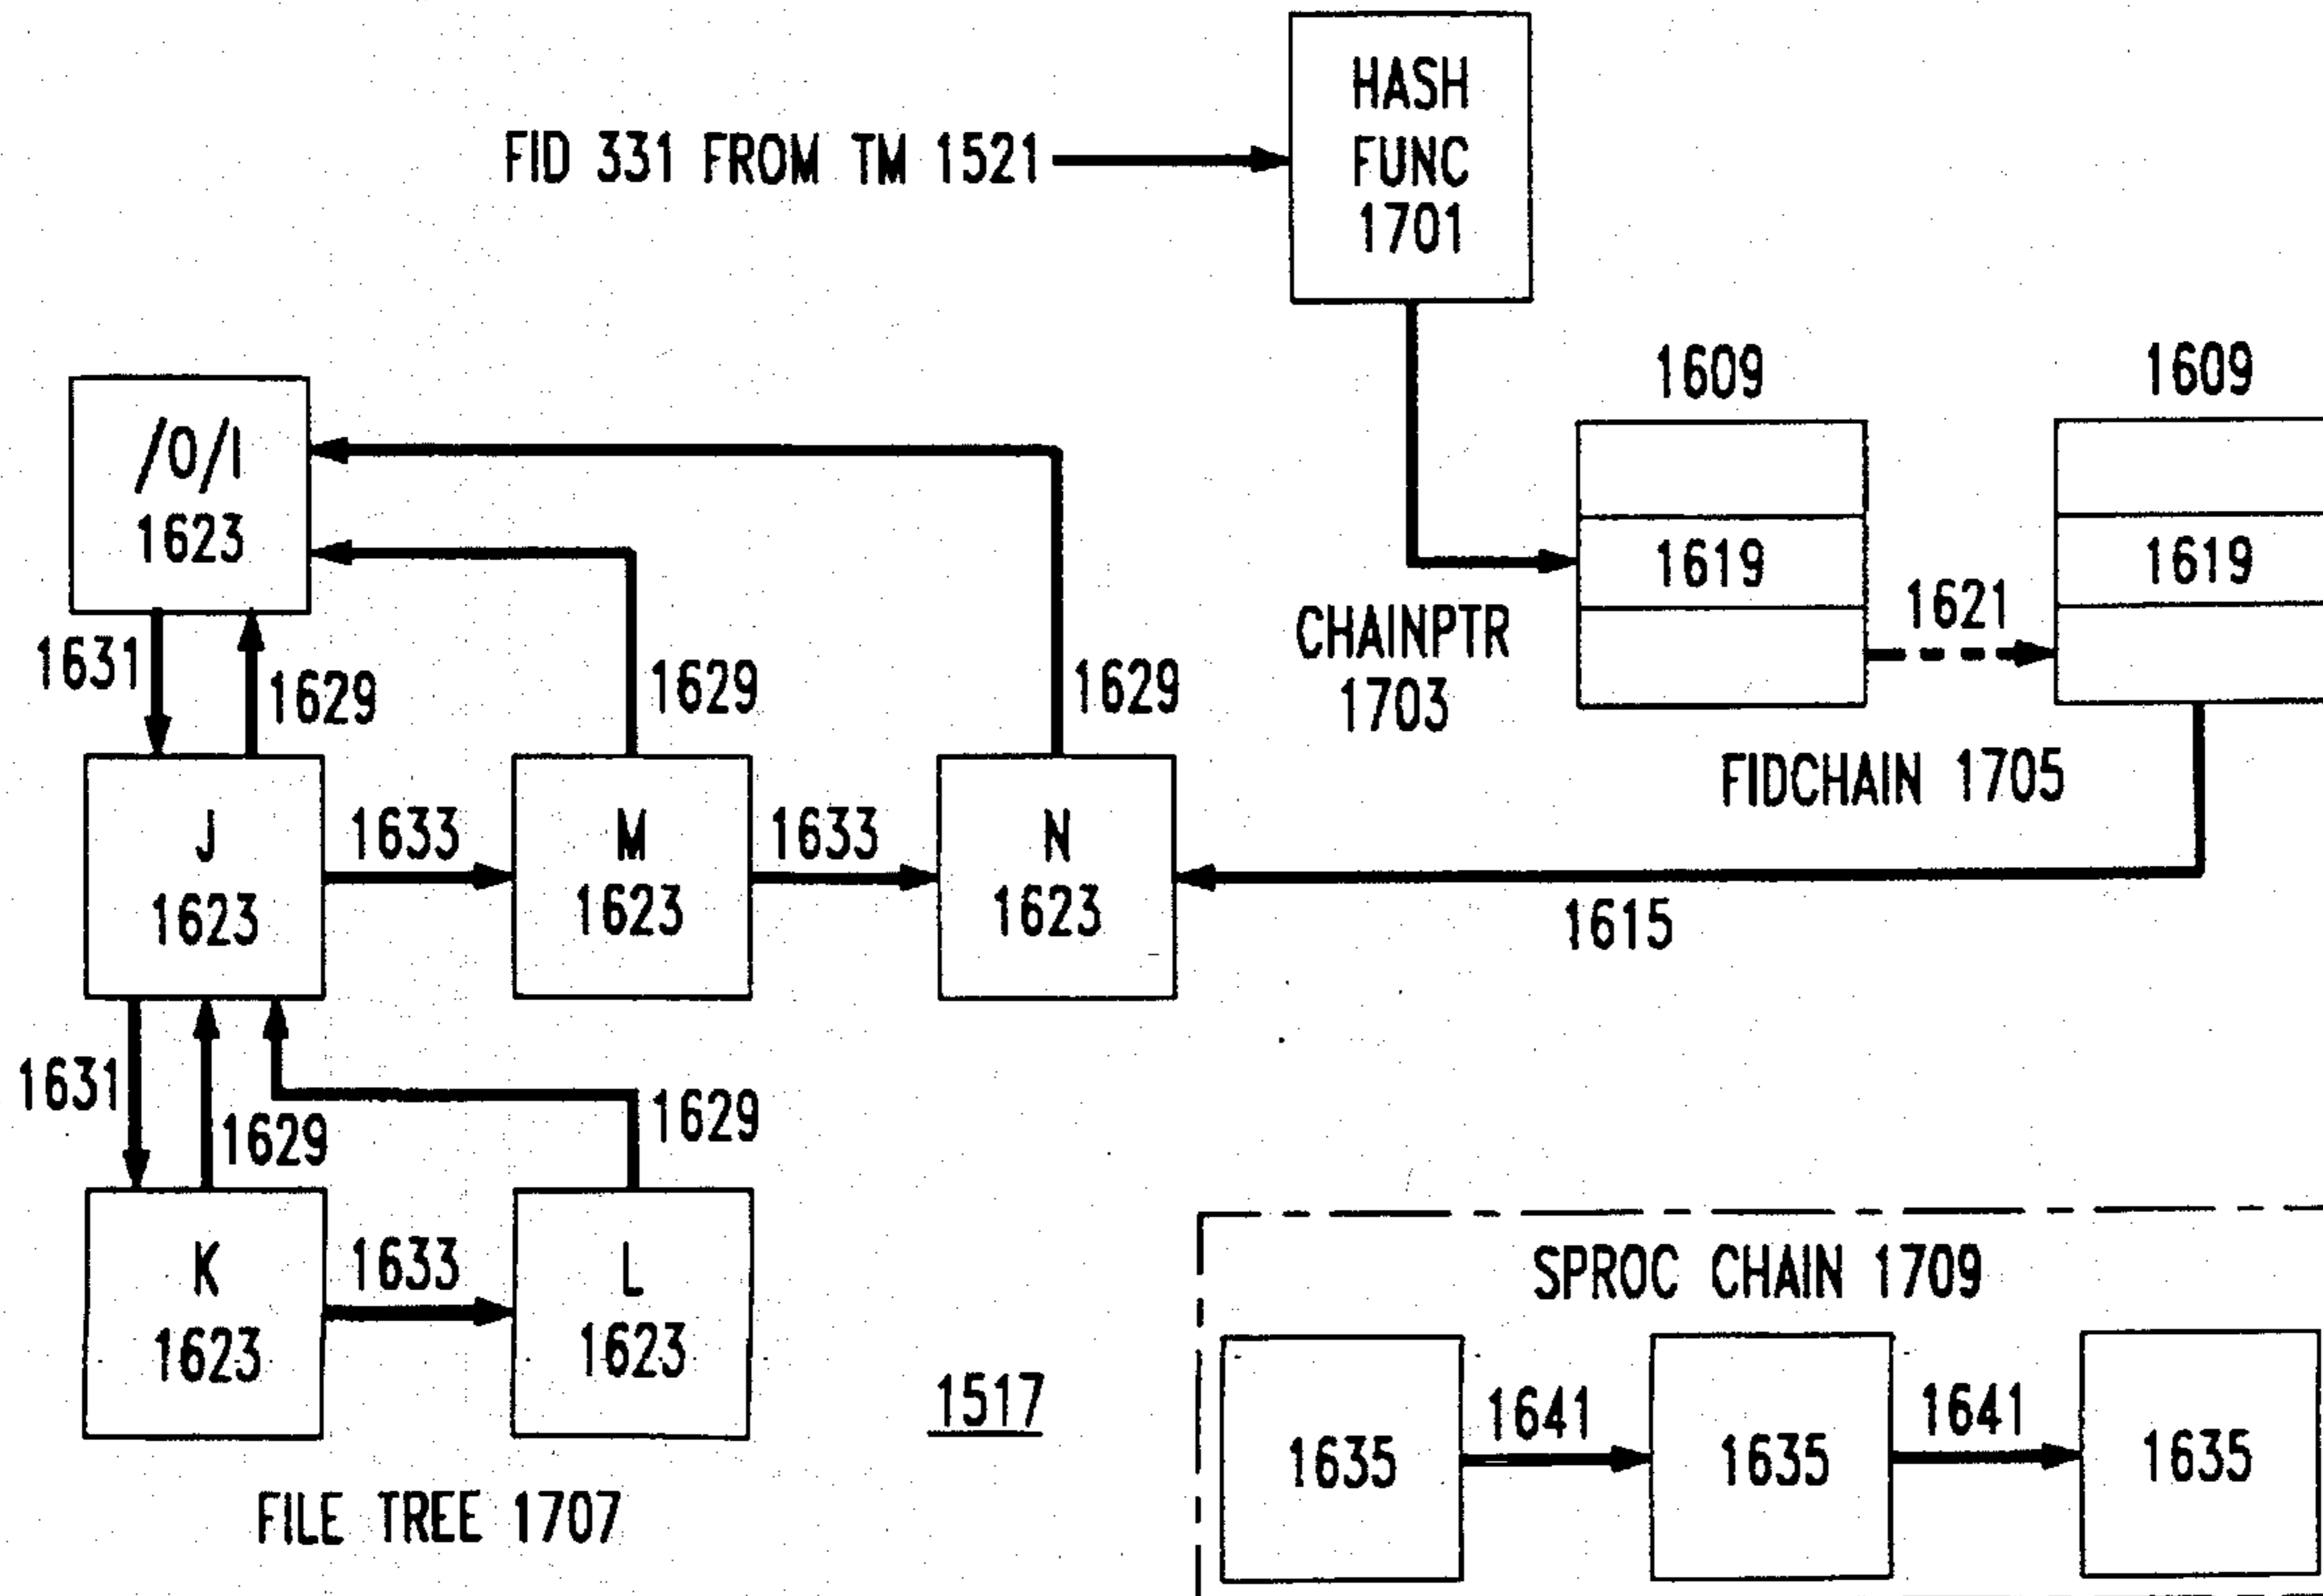 HASH
FUNC
1701
FID 331 FROM TM 1521
1609
1609
/O/I
1623
1619
1619
1621
CHAINPTR
1703
1631
1629
1629
1629
FIDCHAIN 1705
J
1623
1633
M
1623
1633
N
1623
1615
1631
1629
1629
K
1623
1633
L
1623
1517
FILE TREE 1707
SPROC CHAIN 1709
1635
1641
1635
1641
1635